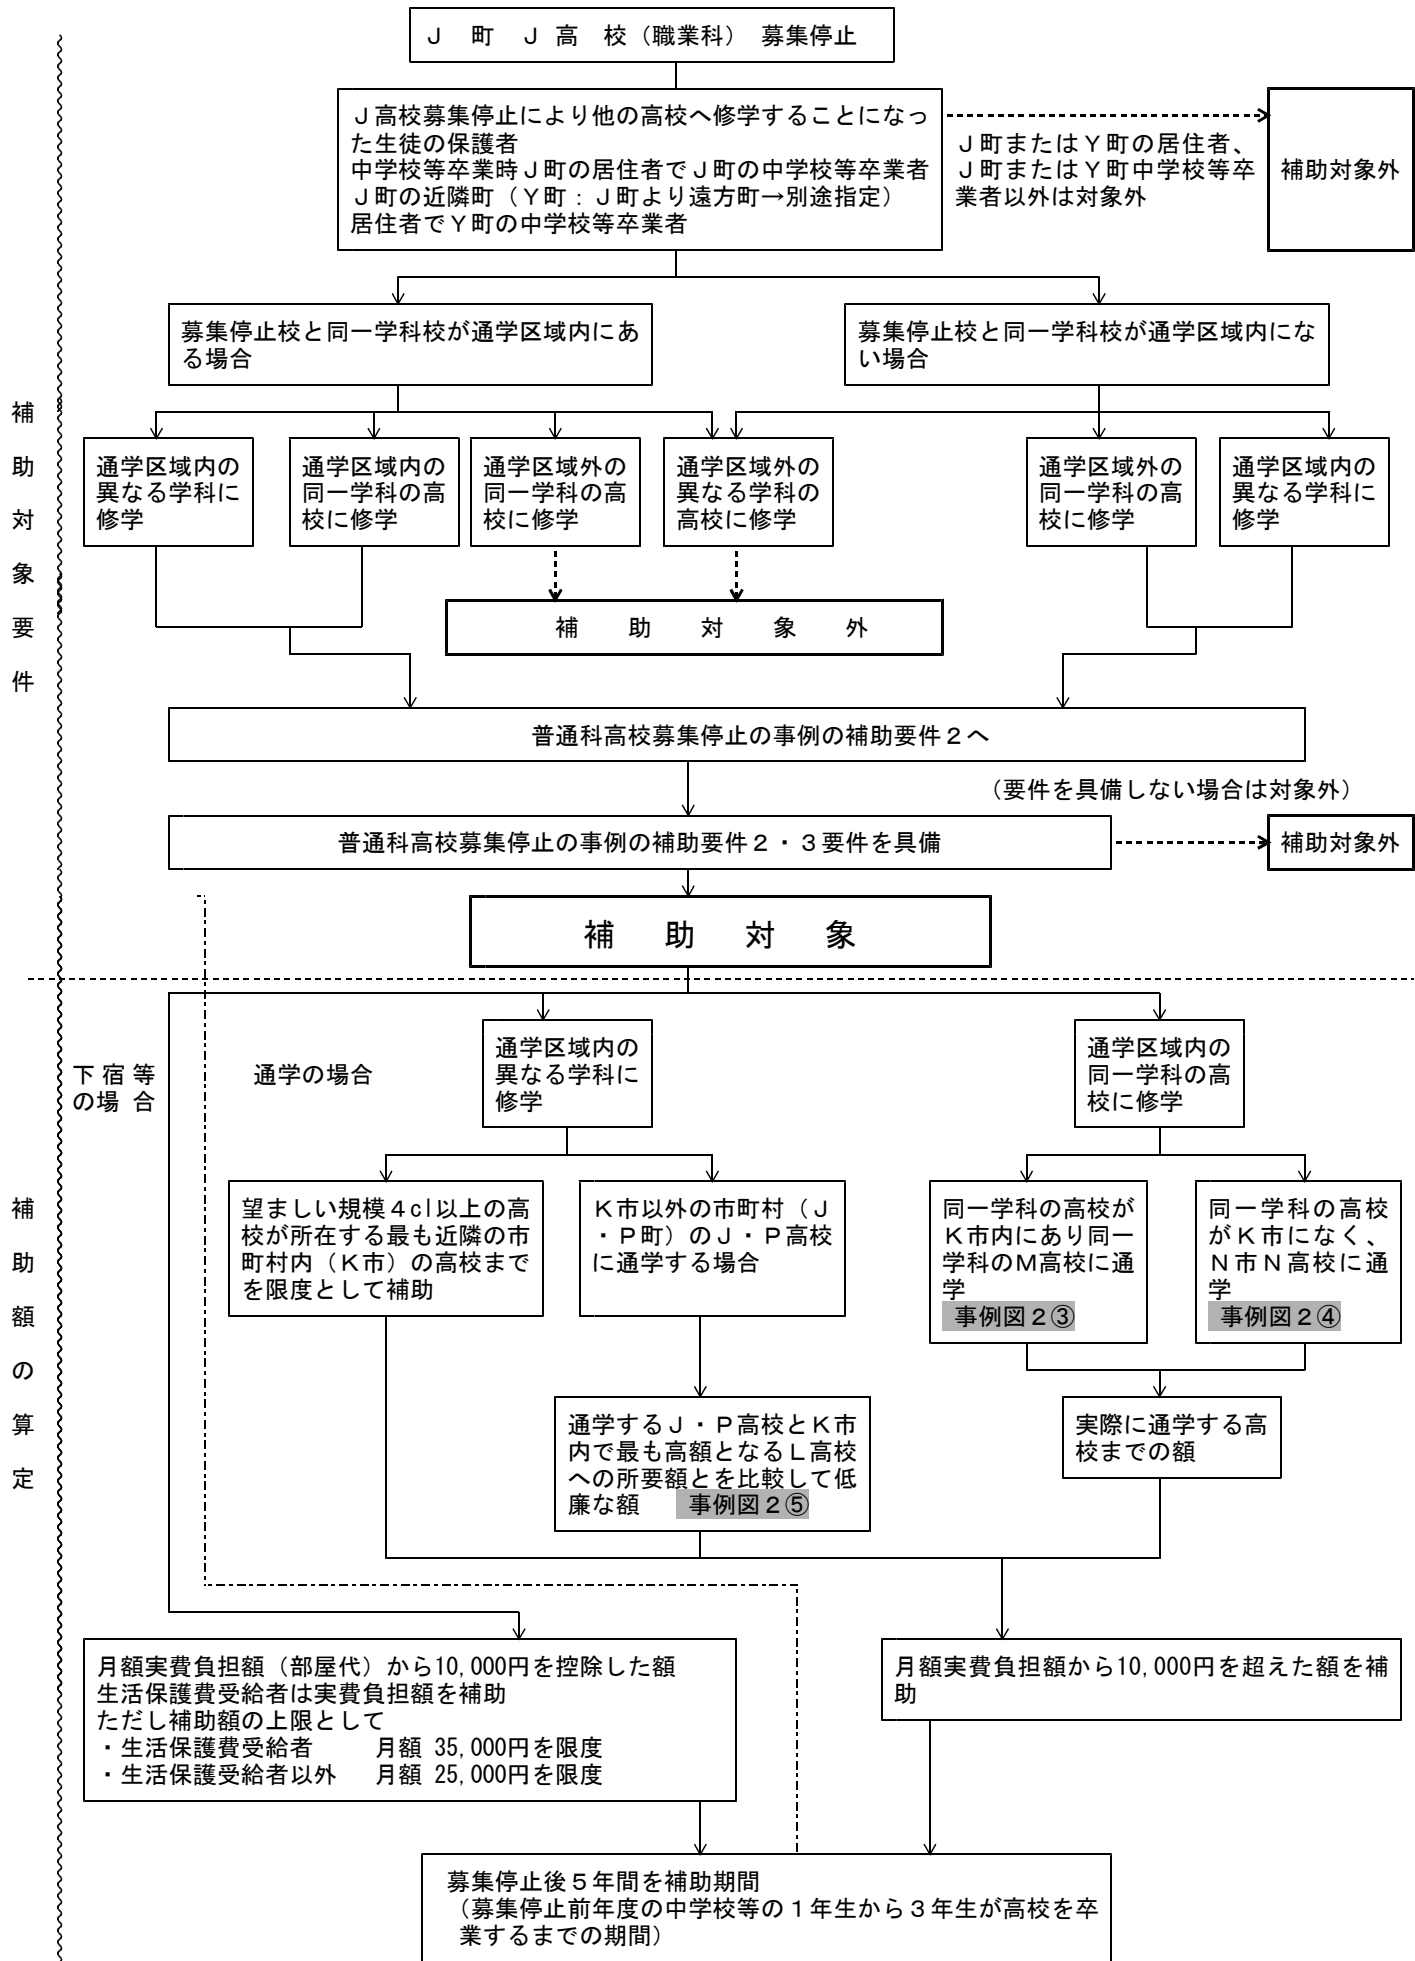 Ｊ　町　Ｊ 高　校（職業科）　募集停止
Ｊ高校募集停止により他の高校へ修学することになっ
た生徒の保護者
中学校等卒業時Ｊ町の居住者でＪ町の中学校等卒業者
Ｊ町の近隣町（Ｙ町：Ｊ町より遠方町→別途指定）
居住者でＹ町の中学校等卒業者
Ｊ町またはＹ町の居住者、
Ｊ町またはＹ町中学校等卒
業者以外は対象外
補助対象外
募集停止校と同一学科校が通学区域内にあ
る場合
募集停止校と同一学科校が通学区域内にな
い場合
補助対象要件
通学区域内の
異なる学科に
修学
通学区域内の
同一学科の高
校に修学
通学区域外の
同一学科の高
校に修学
通学区域外の
異なる学科の
高校に修学
通学区域外の
同一学科の高
校に修学
通学区域内の
異なる学科に
修学
補　助　対　象　外
普通科高校募集停止の事例の補助要件２へ
（要件を具備しない場合は対象外）
普通科高校募集停止の事例の補助要件２・３要件を具備
補助対象外
補　助　対　象
補助額の算定
下宿等
の場合
通学の場合
通学区域内の
異なる学科に
修学
通学区域内の
同一学科の高
校に修学
望ましい規模４cl以上の高
校が所在する最も近隣の市
町村内（Ｋ市）の高校まで
を限度として補助
Ｋ市以外の市町村（Ｊ
・Ｐ町）のＪ・Ｐ高校
に通学する場合
同一学科の高校が
Ｋ市内にあり同一
学科のＭ高校に通
学
事例図２③
同一学科の高校
がＫ市になく、
Ｎ市Ｎ高校に通
学
事例図２④
通学するＪ・Ｐ高校とＫ市
内で最も高額となるＬ高校
への所要額とを比較して低
廉な額　事例図２⑤
実際に通学する高
校までの額
月額実費負担額（部屋代）から10,000円を控除した額
生活保護費受給者は実費負担額を補助
ただし補助額の上限として
・生活保護費受給者　　月額 35,000円を限度
・生活保護受給者以外　月額 25,000円を限度
月額実費負担額から10,000円を超えた額を補
助
募集停止後５年間を補助期間
（募集停止前年度の中学校等の１年生から３年生が高校を卒
業するまでの期間）